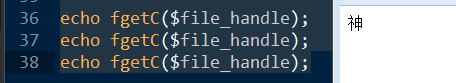 36 echo fgetC($file_handle);
37 echo fgetC($file_handle);
38 echo fgetC($file_handle);
神